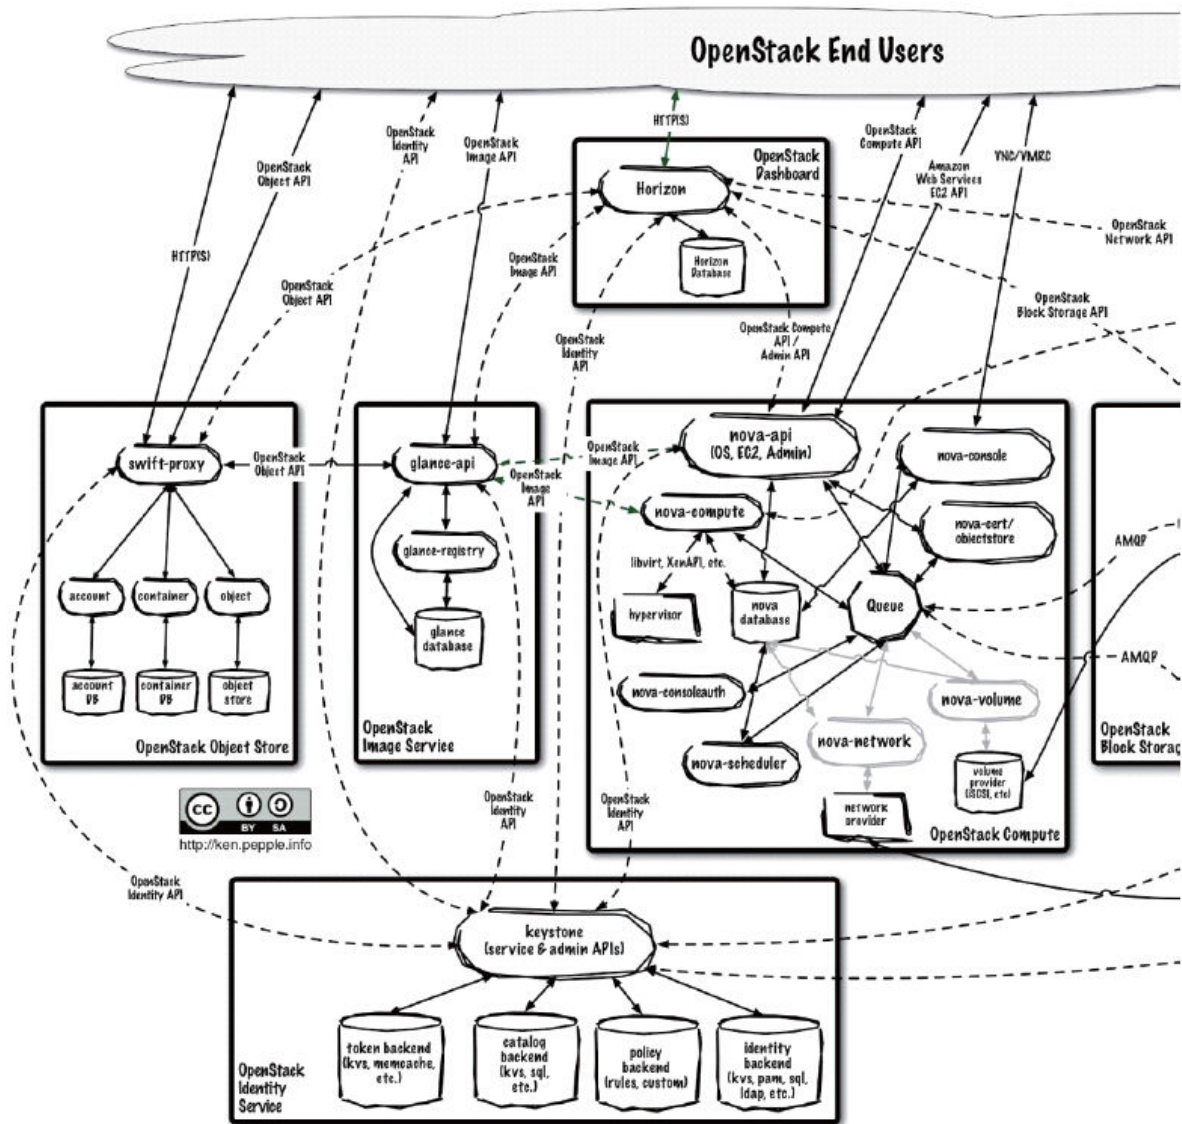 OpenStack End Users
HTTP(S)
OpenStack
Object API
OpenStack
Identity
API
OpenStack
Image API
HTTP(S)
OpenStack
Compute API
Amazon
Web Services
EC2 API
VNC/VMRC
OpenStack
Dashboard
Horizon
Horizon
Database
OpenStack
Object API
OpenStack
Image API
OpenStack
Identity
API
OpenStack Compute
API /
Admin API
OpenStack
Network API
OpenStack
Block Storage API
swift-proxy
account
container
object
account
DB
container
DB
object
store
OpenStack Object Store
OpenStack
Object API
glance-api
glance-registry
glance
database
OpenStack
Image Service
OpenStack
Image API
OpenStack
Image
API
nova-api
(OS, EC2, Admin)
nova-console
nova-compute
nova-cert/
objectstore
libvirt, XenAPI, etc.
hypervisor
nova
database
Queue
nova-consoleauth
nova-volume
nova-network
nova-scheduler
volume
provider
(iSCSI, etc)
network
provider
OpenStack Compute
AMQP
AMQP
OpenStack
Block Storag
CC
BY SA
http://ken.pepple.info
OpenStack
Identity API
OpenStack
Identity
API
OpenStack
Identity
API
keystone
(service & admin APIs)
token backend
(kvs, memcache,
etc.)
catalog
backend
(kvs, sql,
etc.)
policy
backend
(rules, custom)
identity
backend
(kvs, pam, sql,
ldap, etc.)
OpenStack
Identity
Service